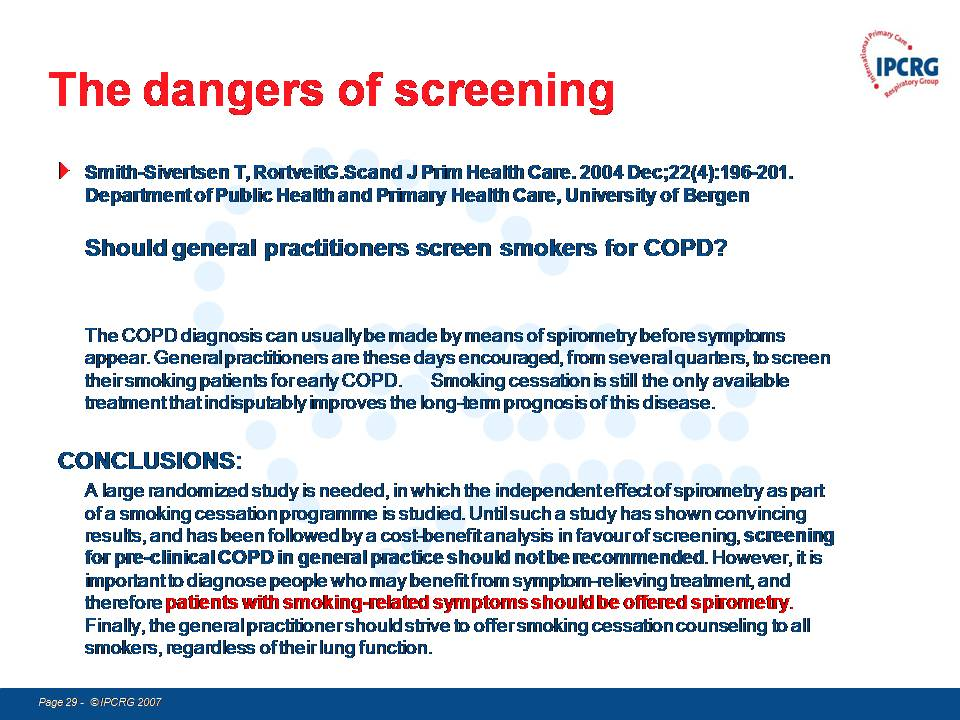 International Primary Care
IPCRG
Respiratory Group
The dangers of screening
Smith-Sivertsen T, RortveitG.Scand J Prim Health Care. 2004 Dec;22(4):196-201.
Department of Public Health and Primary Health Care, University of Bergen
Should general practitioners screen smokers for COPD?
The COPD diagnosis can usually be made by means of spirometry before symptoms
appear. General practitioners are these days encouraged, from several quarters, to screen
their smoking patients for early COPD. Smoking cessation is still the only available
treatment that indisputably improves the long-term prognosis of this disease.
CONCLUSIONS:
A large randomized study is needed, in which the independent effect of spirometry as part
of a smoking cessation programme is studied. Until such a study has shown convincing
results, and has been followed by a cost-benefit analysis in favour of screening, screening
for pre-clinical COPD in general practice should not be recommended. However, it is
important to diagnose people who may benefit from symptom-relieving treatment, and
therefore patients with smoking-related symptoms should be offered spirometry.
Finally, the general practitioner should strive to offer smoking cessation counseling to all
smokers, regardless of their lung function.
Page 29 - © IPCRG 2007